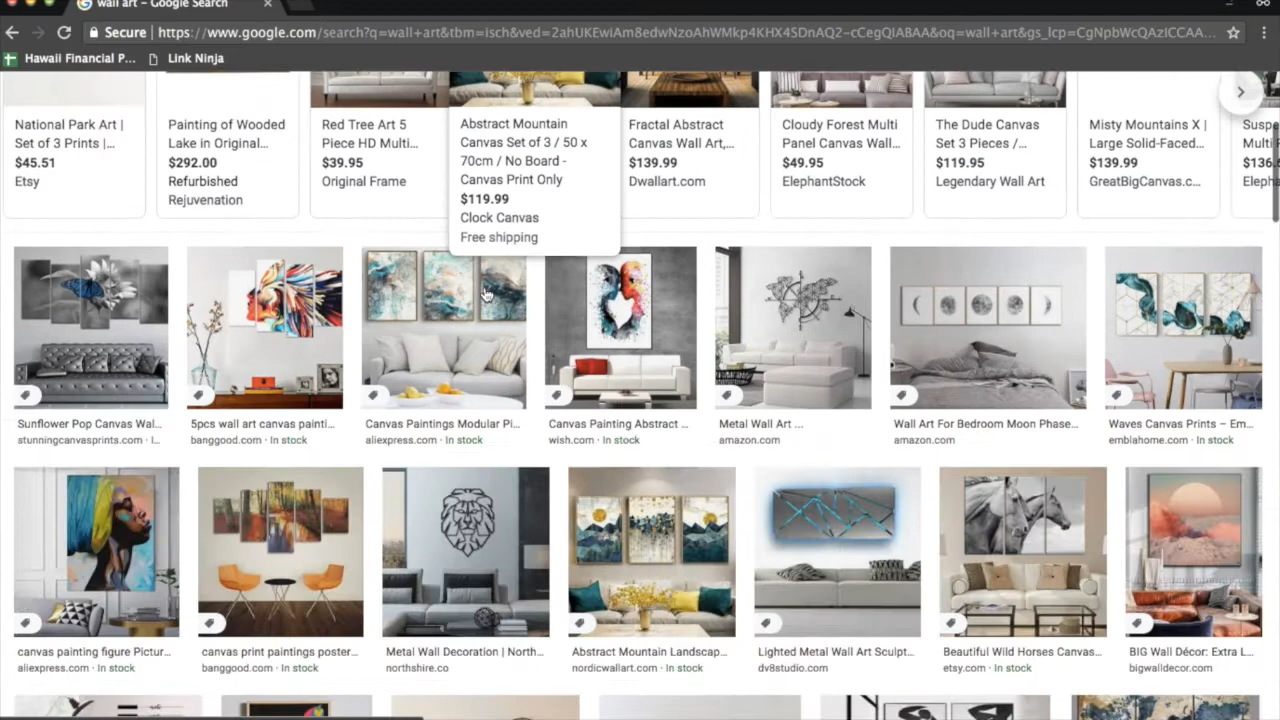 wall art – Google Search
Secure
https://www.google.com/search?q=wall+art&tbm=isch&ved=2ahUKEwiAm8edwNzoAhWMkp4KHX4SDnAQ2-cCegQIABAA&oq=wall+art&gs_lcp=CgNpbWcQAzICCAA...
Hawaii Financial P...
Link Ninja
National Park Art |
Set of 3 Prints |...
$45.51
Etsy
Painting of Wooded
Lake in Original...
$292.00
Refurbished
Rejuvenation
Red Tree Art 5
Piece HD Multi...
$39.95
Original Frame
Abstract Mountain
Canvas Set of 3 / 50 x
70cm / No Board -
Canvas Print Only
$119.99
Clock Canvas
Free shipping
Fractal Abstract
Canvas Wall Art,...
$139.99
Dwallart.com
Cloudy Forest Multi
Panel Canvas Wall...
$49.95
ElephantStock
The Dude Canvas
Set 3 Pieces /...
$119.95
Legendary Wall Art
Misty Mountains X |
Large Solid-Faced...
$139.99
GreatBigCanvas.c...
Sunflower Pop Canvas Wal...
stunningcanvasprints.com · I...
5pcs wall art canvas painti...
banggood.com · In stock
Canvas Paintings Modular Pi...
aliexpress.com · In stock
Canvas Painting Abstract ...
wish.com · In stock
Metal Wall Art ...
amazon.com
Wall Art For Bedroom Moon Phase...
amazon.com
Waves Canvas Prints – Em...
emblahome.com · In stock
canvas painting figure Pictur...
aliexpress.com · In stock
canvas print paintings poster...
banggood.com · In stock
Metal Wall Decoration | North...
northshire.co
Abstract Mountain Landscap...
nordicwallart.com · In stock
Lighted Metal Wall Art Sculpt...
dv8studio.com
Beautiful Wild Horses Canvas...
etsy.com · In stock
BIG Wall Décor: Extra L...
bigwalldecor.com